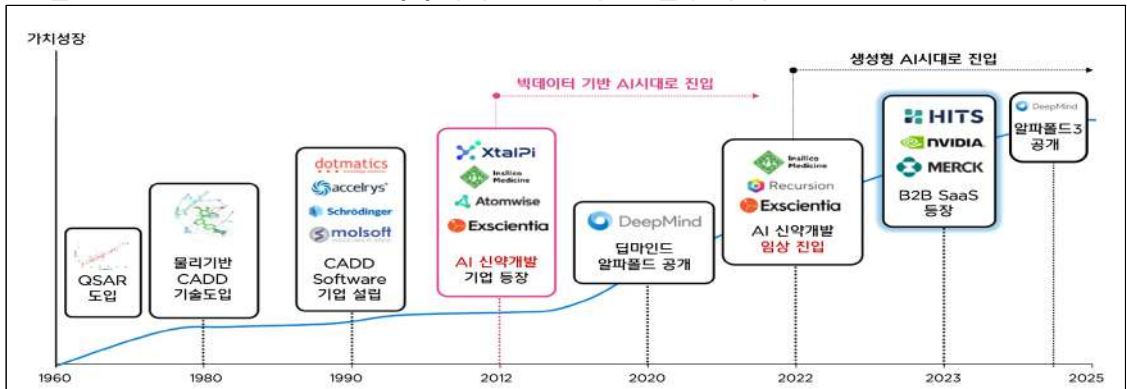 가치성장
생성형 AI시대로 진입
빅데이터 기반 AI시대로 진입
QSAR
도입
물리기반
CADD
기술도입
dotmatics
accelrys
Schrödinger
molsoft
CADD
Software
기업 설립
XtalPi
Insilico
Medicine
Atomwise
Exscientia
AI 신약개발
기업 등장
DeepMind
딥마인드
알파폴드 공개
Insilico
Medicine
Recursion
Exscientia
AI 신약개발
임상 진입
HITS
NVIDIA
MERCK
B2B SaaS
등장
DeepMind
알파폴드3
공개
1960
1980
1990
2012
2020
2022
2023
2025